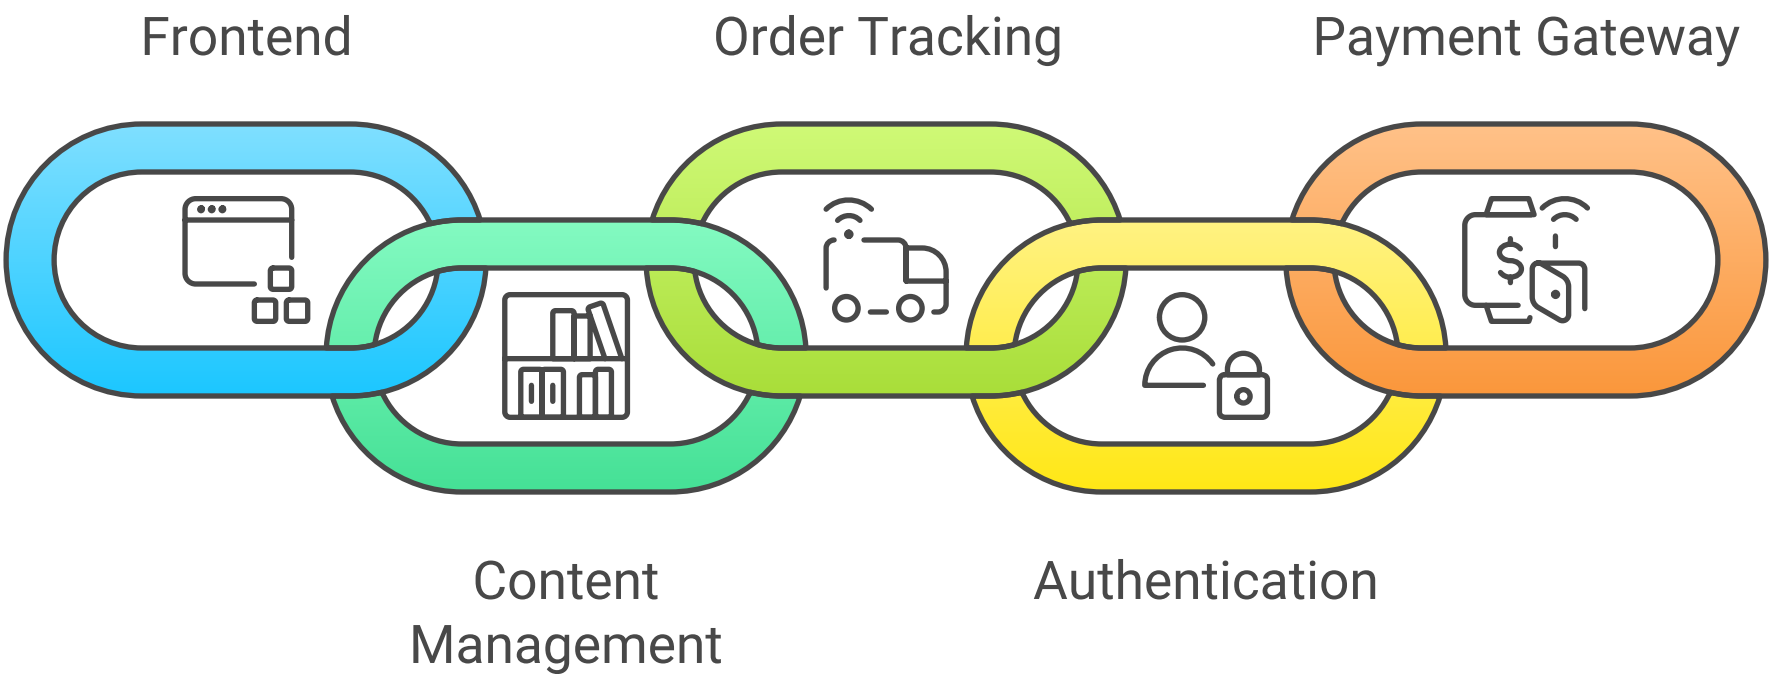 Frontend
Order Tracking
Payment Gateway
$
Content
Management
Authentication